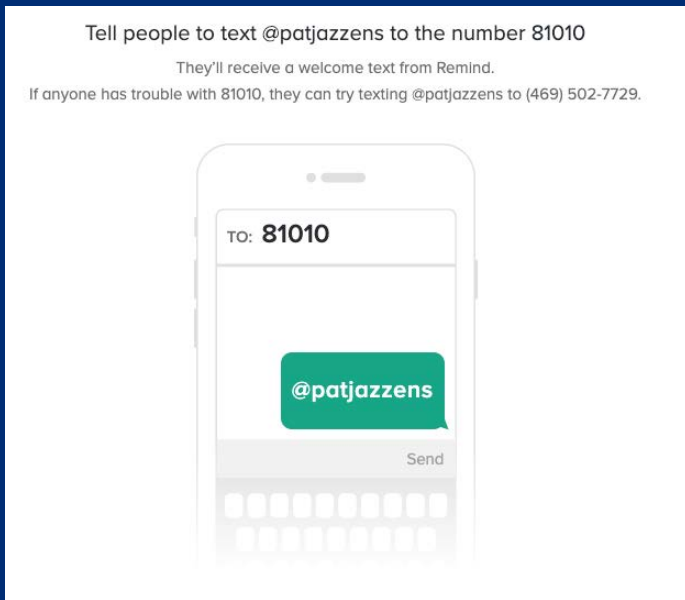 Tell people to text @patjazzens to the number 81010
They'll receive a welcome text from Remind.
If anyone has trouble with 81010, they can try texting @patjazzens to (469) 502-7729.
TO: 81010
@patjazzens
Send